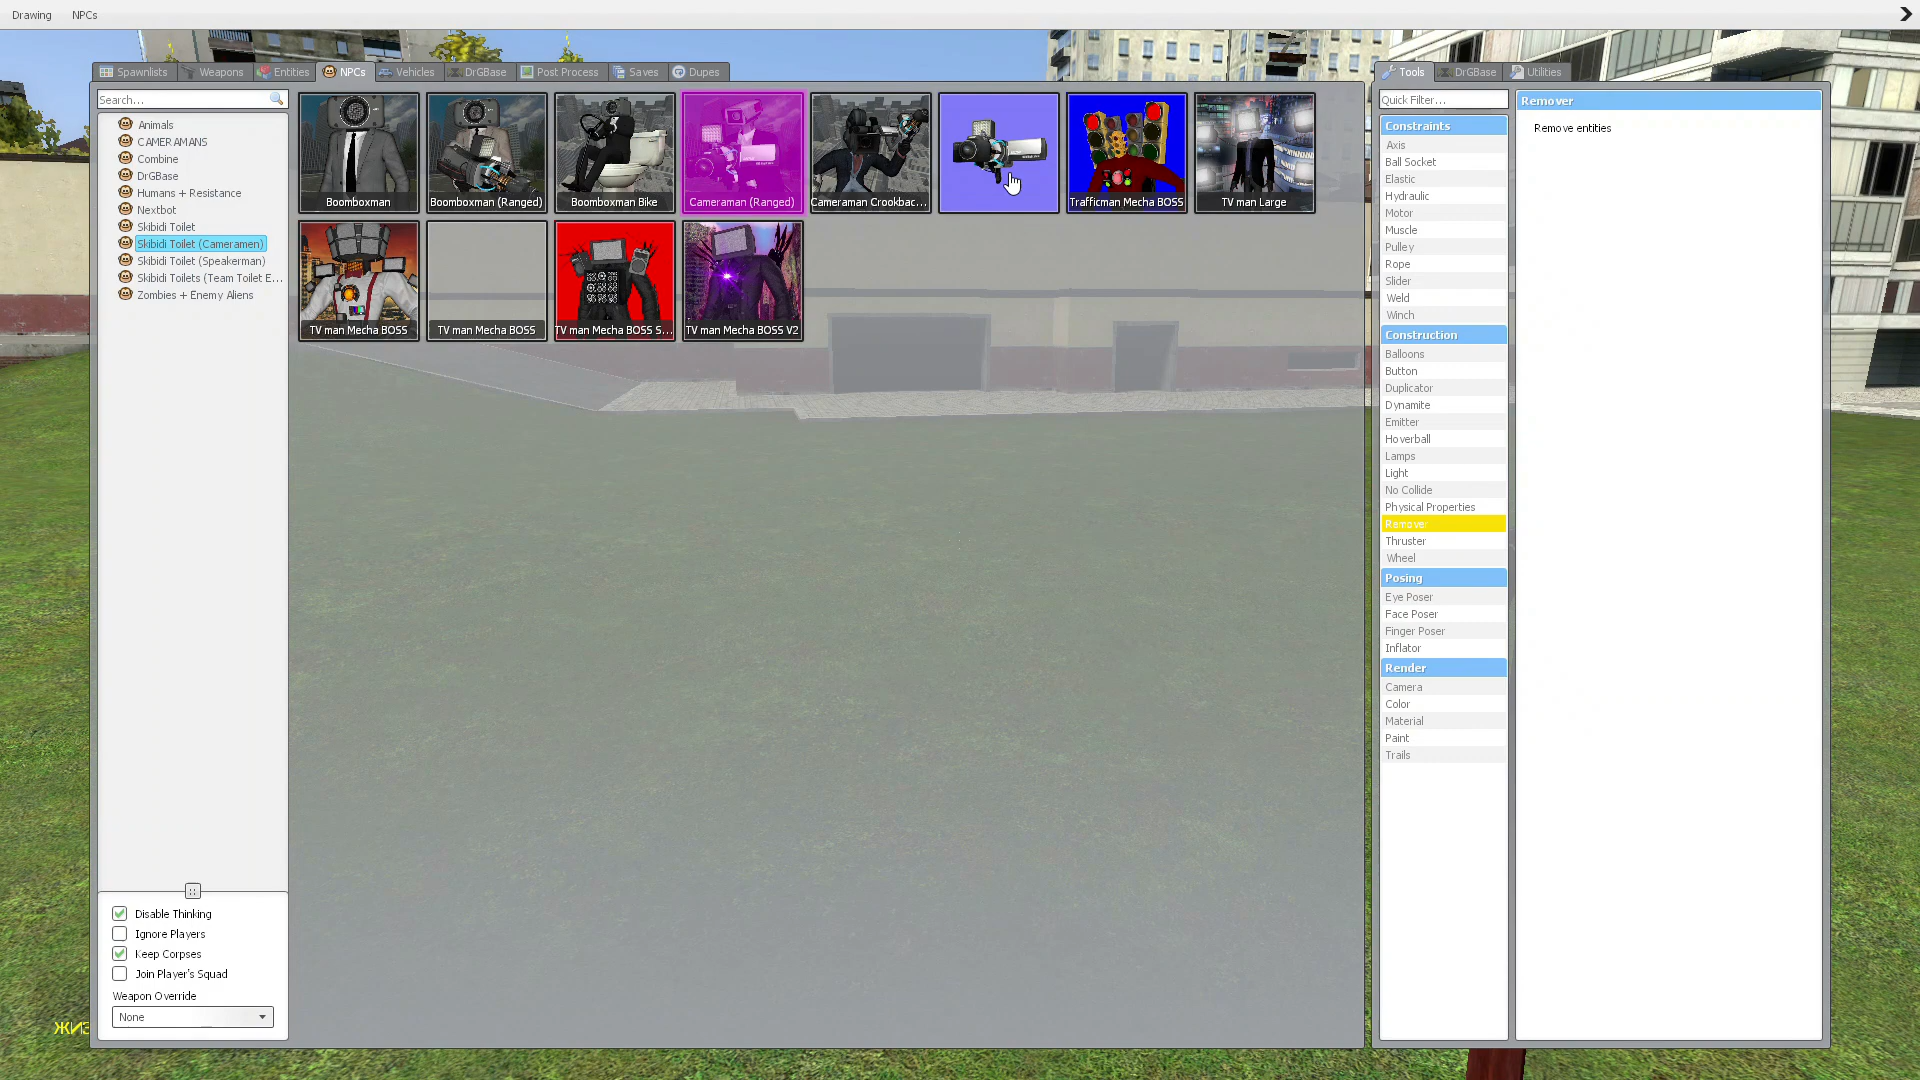 Drawing NPCs
Spawnlists Weapons Entities NPCs Vehicles DrGBase Post Process Saves Dupes
Search...
Animals
CAMERAMANS
Combine
DrGBase
Humans + Resistance
Nextbot
Skibidi Toilet
Skibidi Toilet (Cameramen)
Skibidi Toilet (Speakerman)
Skibidi Toilets (Team Toilet E...
Zombies + Enemy Aliens
Disable Thinking
Ignore Players
Keep Corpses
Join Player's Squad
Weapon Override
None
ЖИЗ
Boomboxman
Boomboxman (Ranged)
Boomboxman Bike
Cameraman (Ranged)
Cameraman Crookbac...
Trafficman Mecha BOSS
TV man Large
TV man Mecha BOSS
TV man Mecha BOSS
TV man Mecha BOSS S...
TV man Mecha BOSS V2
Tools DrGBase Utilities
Quick Filter...
Constraints
Axis
Ball Socket
Elastic
Hydraulic
Motor
Muscle
Pulley
Rope
Slider
Weld
Winch
Construction
Balloons
Button
Duplicator
Dynamite
Emitter
Hoverball
Lamps
Light
No Collide
Physical Properties
Remover
Thruster
Wheel
Posing
Eye Poser
Face Poser
Finger Poser
Inflator
Render
Camera
Color
Material
Paint
Trails
Remover
Remove entities